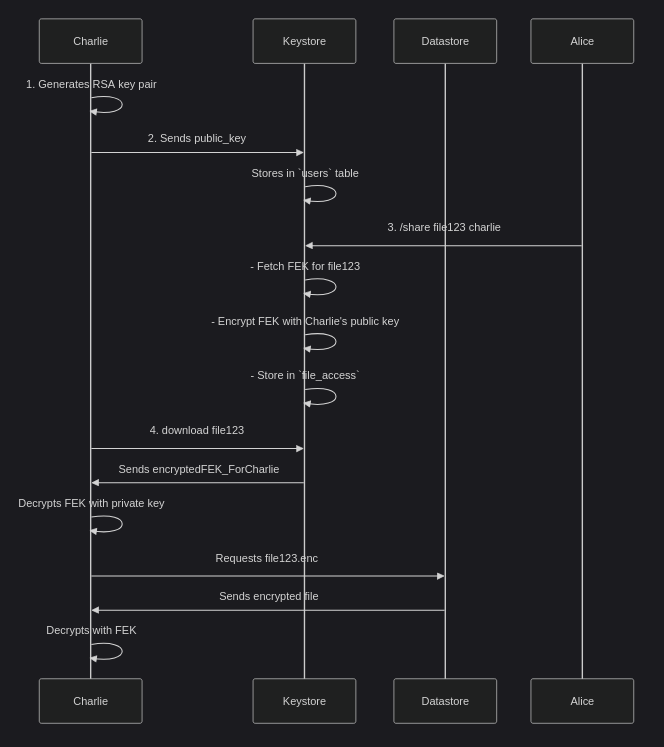 Charlie
Keystore
Datastore
Alice
1. Generates RSA key pair
2. Sends public_key
Stores in `users` table
3. /share file123 charlie
- Fetch FEK for file123
- Encrypt FEK with Charlie's public key
- Store in `file_access`
4. download file123
Sends encryptedFEK_ForCharlie
Decrypts FEK with private key
Requests file123.enc
Sends encrypted file
Decrypts with FEK
Charlie
Keystore
Datastore
Alice